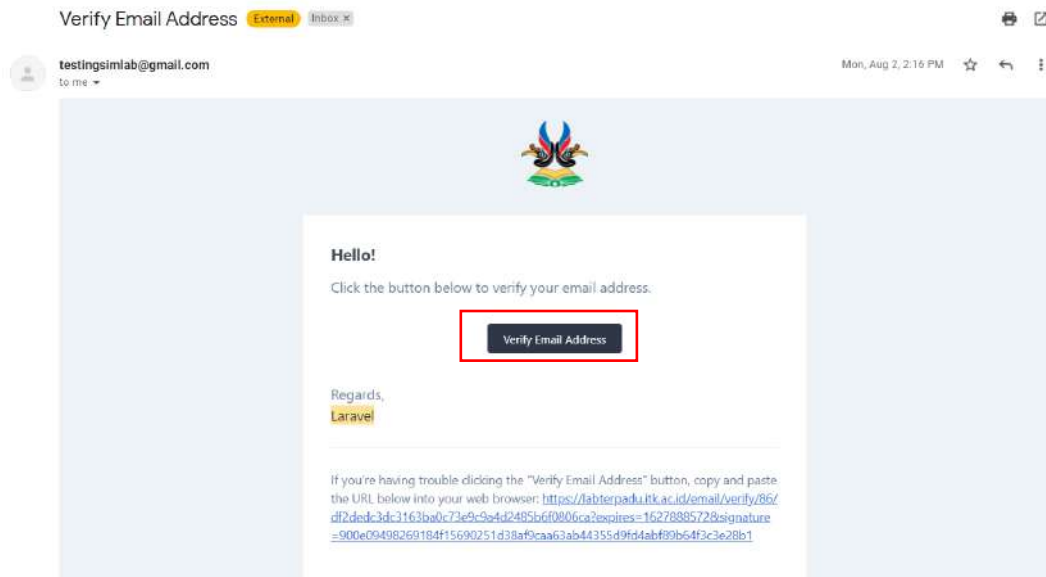 Verify Email Address External Inbox ×
testingsimlab@gmail.com Mon, Aug 2, 2:16 PM
to me
Hello!
Click the button below to verify your email address.
Verify Email Address
Regards,
Laravel
If you're having trouble clicking the "Verify Email Address" button, copy and paste
the URL below into your web browser: https://labterpadu.itk.ac.id/email/verify/86/
df2dedc3dc3163ba0c73e9c9a4d2485b6f0806ca?expires=1627888572&signature
=900e09498269184f15690251d38af9caa63ab44355d9fd4abf89b64f3c3e28b1